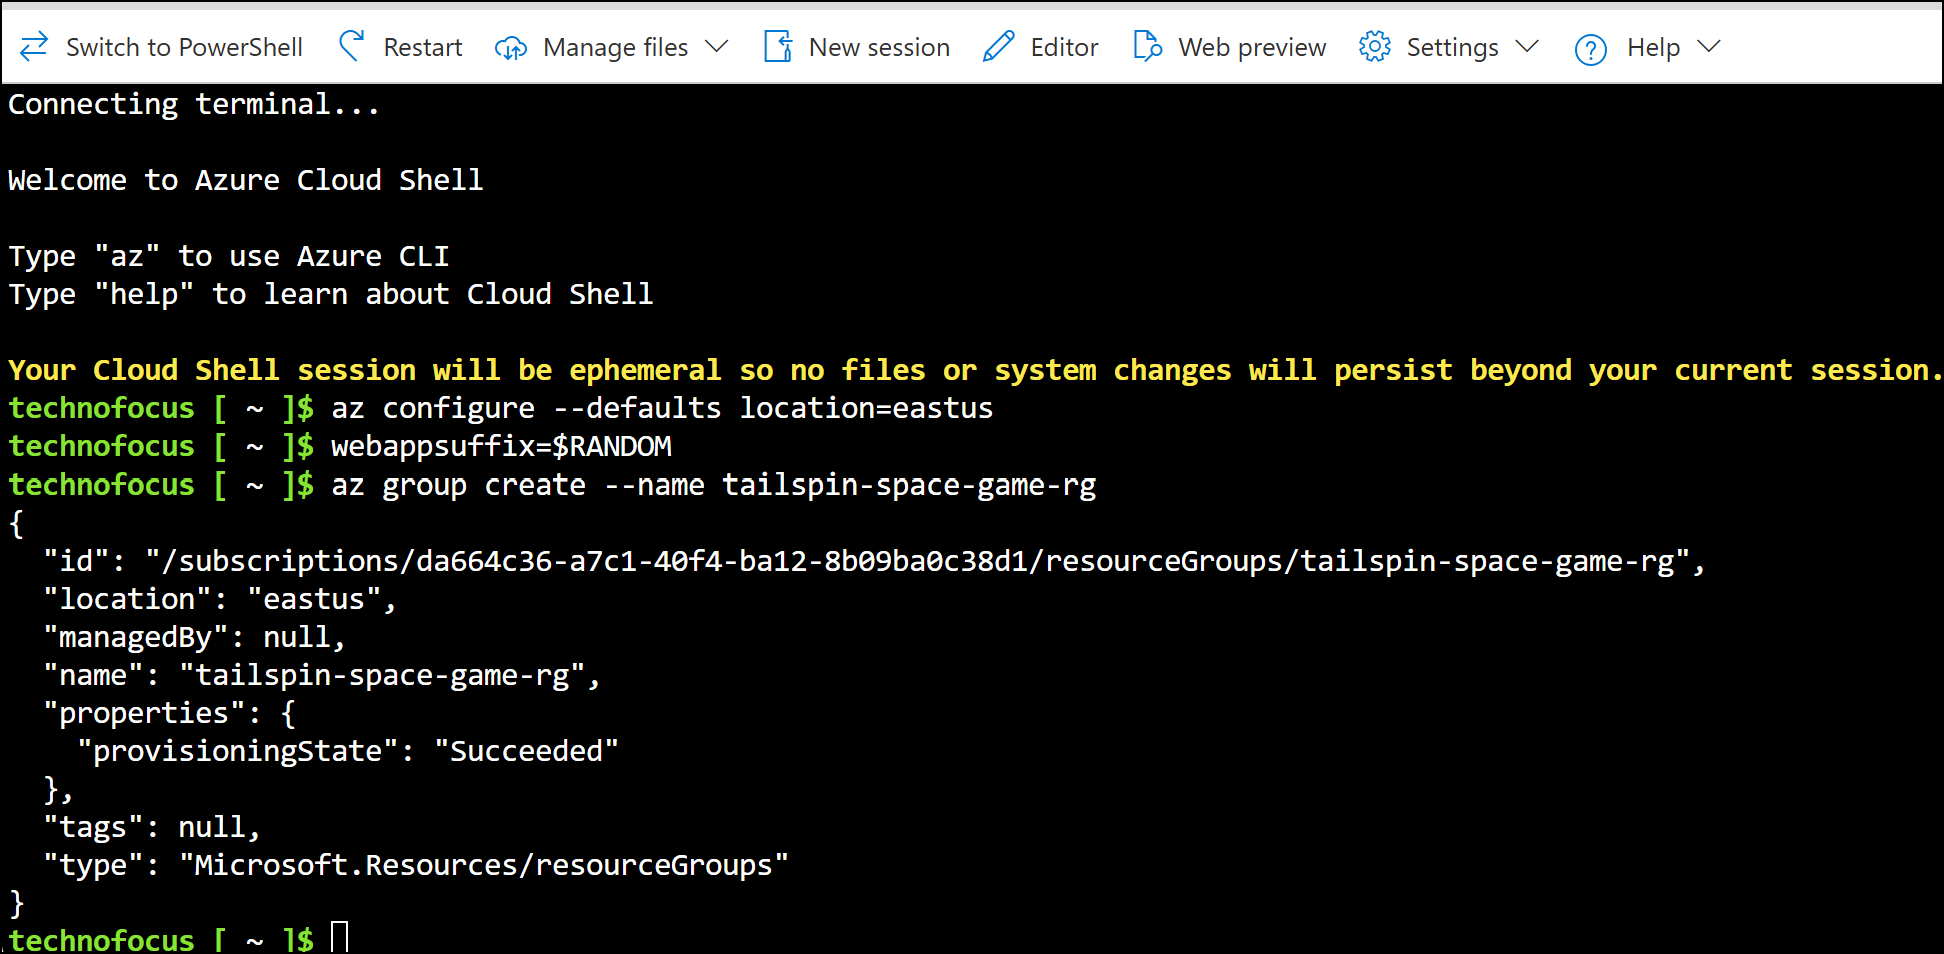 Switch to PowerShell Restart Manage files New session Editor Web preview Settings Help
Connecting terminal...
Welcome to Azure Cloud Shell
Type "az" to use Azure CLI
Type "help" to learn about Cloud Shell
Your Cloud Shell session will be ephemeral so no files or system changes will persist beyond your current session.
technofocus [ ~ ]$ az configure --defaults location=eastus
technofocus [ ~ ]$ webappsuffix=$RANDOM
technofocus [ ~ ]$ az group create --name tailspin-space-game-rg
{
  "id": "/subscriptions/da664c36-a7c1-40f4-ba12-8b09ba0c38d1/resourceGroups/tailspin-space-game-rg",
  "location": "eastus",
  "managedBy": null,
  "name": "tailspin-space-game-rg",
  "properties": {
    "provisioningState": "Succeeded"
  },
  "tags": null,
  "type": "Microsoft.Resources/resourceGroups"
}
technofocus [ ~ ]$